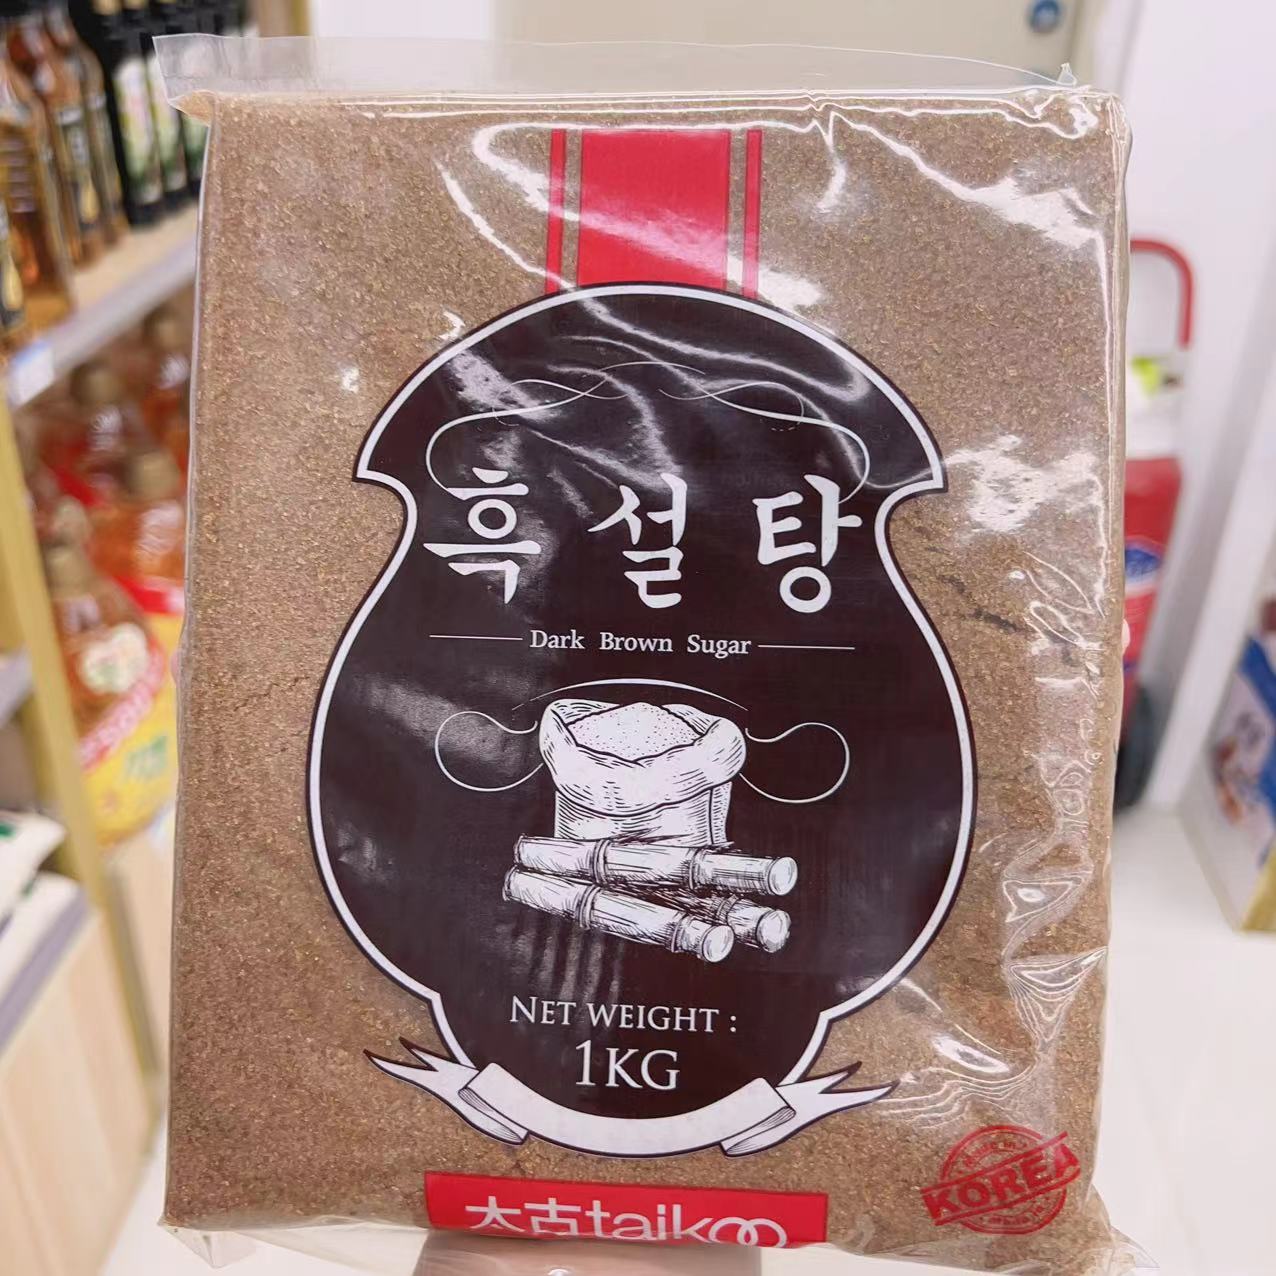 흑설탕
Dark Brown Sugar
NET WEIGHT :
1KG
太古taikoo
KOREA